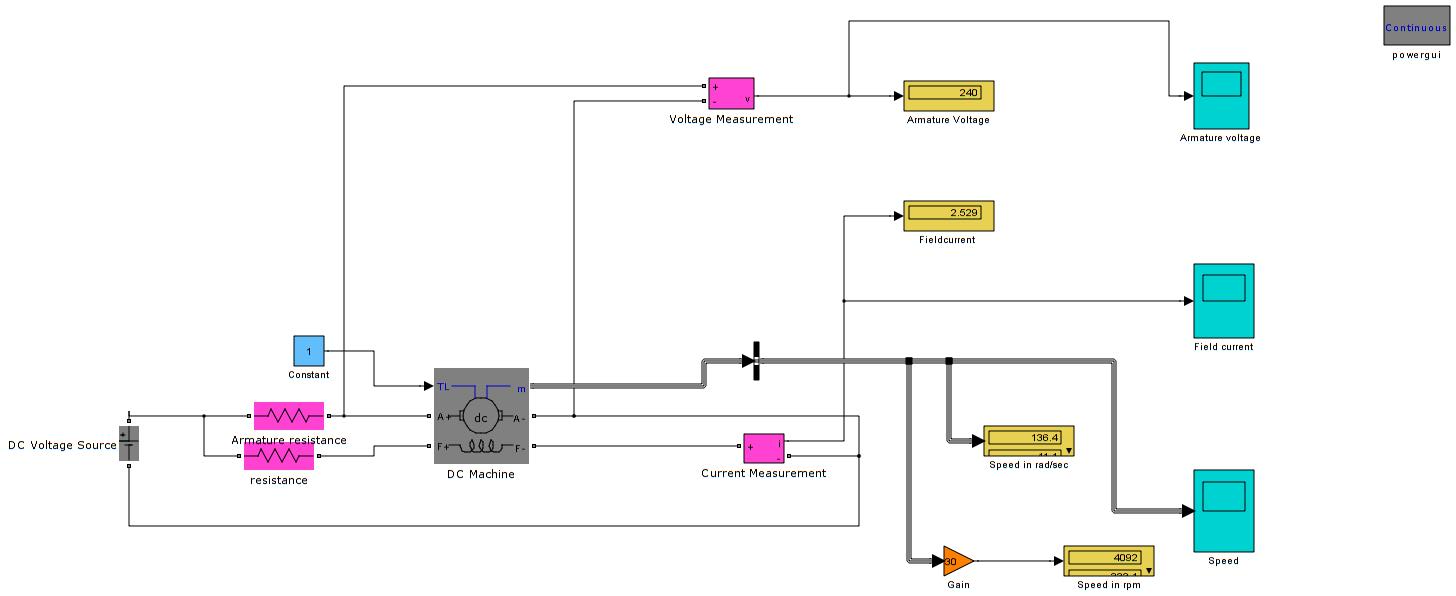 Continuous
powergui
+
-
v
Voltage Measurement
240
Armature Voltage
Armature voltage
2.529
Fieldcurrent
Field current
1
Constant
TL
m
A+
dc
A-
F+
F-
DC Machine
DC Voltage Source
+
Armature resistance
resistance
+
i
-
Current Measurement
136.4
Speed in rad/sec
30
Gain
4092
Speed in rpm
Speed